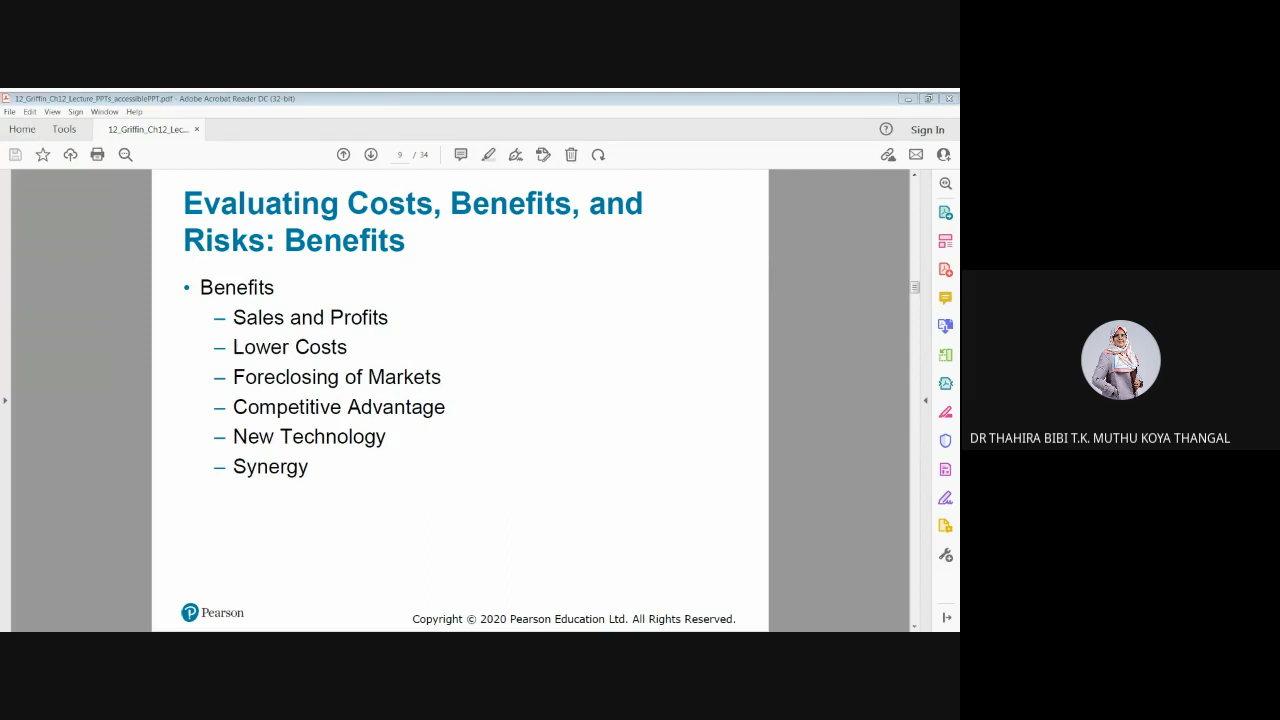 12_Griffin_Ch12_Lecture_PPTs_accessiblePPT.pdf - Adobe Acrobat Reader DC (32-bit)
File Edit View Sign Window Help
Home Tools 12_Griffin_Ch12_Lec... × Sign In
9 / 34
Evaluating Costs, Benefits, and
Risks: Benefits
• Benefits
– Sales and Profits
– Lower Costs
– Foreclosing of Markets
– Competitive Advantage
– New Technology
– Synergy
Pearson
Copyright © 2020 Pearson Education Ltd. All Rights Reserved.
DR THAHIRA BIBI T.K. MUTHU KOYA THANGAL